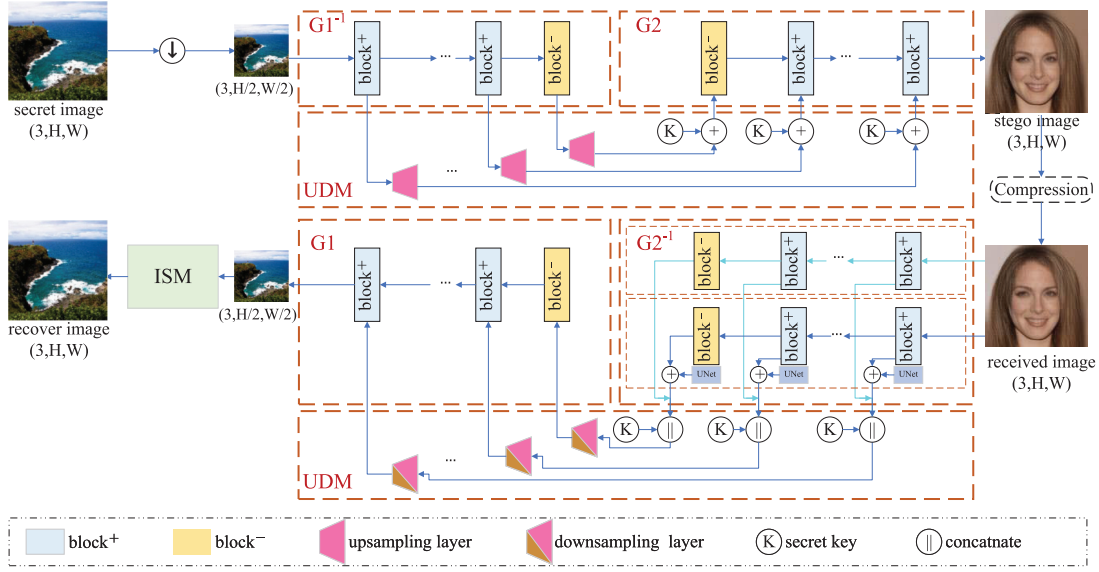 G1⁻¹
G2
block⁺
...
block⁺
block⁻
block⁻
block⁺
...
block⁺
↓
secret image
(3,H,W)
(3,H/2,W/2)
stego image
(3,H,W)
K
+
K
+
K
+
...
UDM
Compression
G1
G2⁻¹
block⁻
block⁺
...
block⁺
ISM
block⁺
...
block⁺
block⁻
block⁻
block⁺
...
block⁺
(3,H/2,W/2)
recover image
(3,H,W)
received image
(3,H,W)
+
UNet
+
UNet
+
UNet
K
||
K
||
K
||
...
UDM
block⁺
block⁻
upsampling layer
downsampling layer
K
secret key
||
concatnate